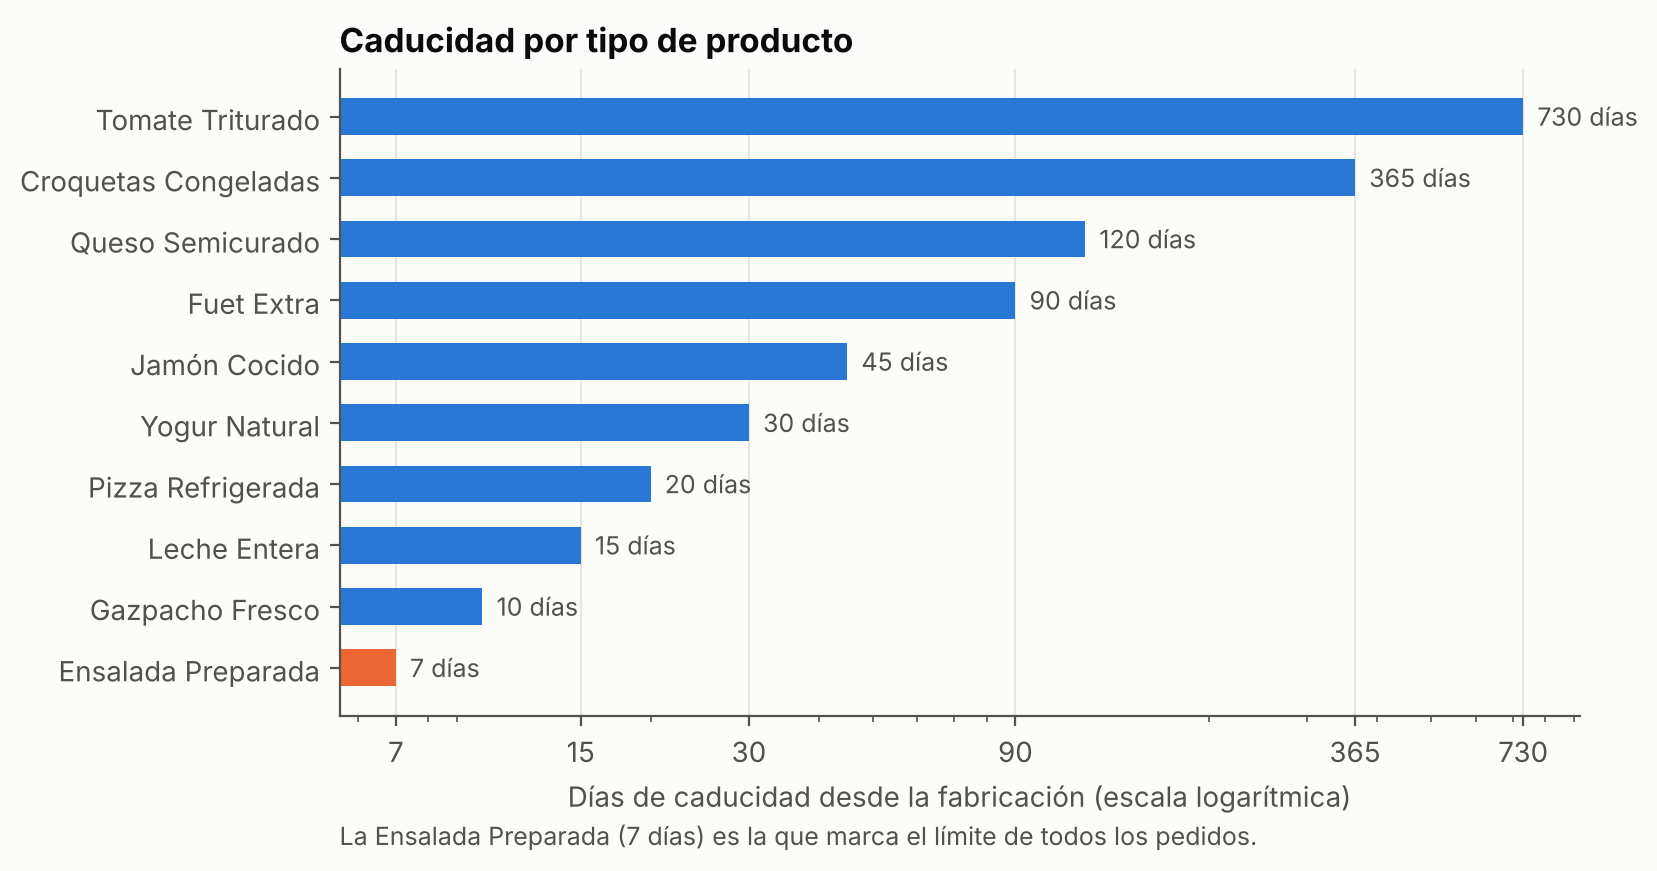 Caducidad por tipo de producto
Tomate Triturado 730 días
Croquetas Congeladas 365 días
Queso Semicurado 120 días
Fuet Extra 90 días
Jamón Cocido 45 días
Yogur Natural 30 días
Pizza Refrigerada 20 días
Leche Entera 15 días
Gazpacho Fresco 10 días
Ensalada Preparada 7 días
7 15 30 90 365 730
Días de caducidad desde la fabricación (escala logarítmica)
La Ensalada Preparada (7 días) es la que marca el límite de todos los pedidos.